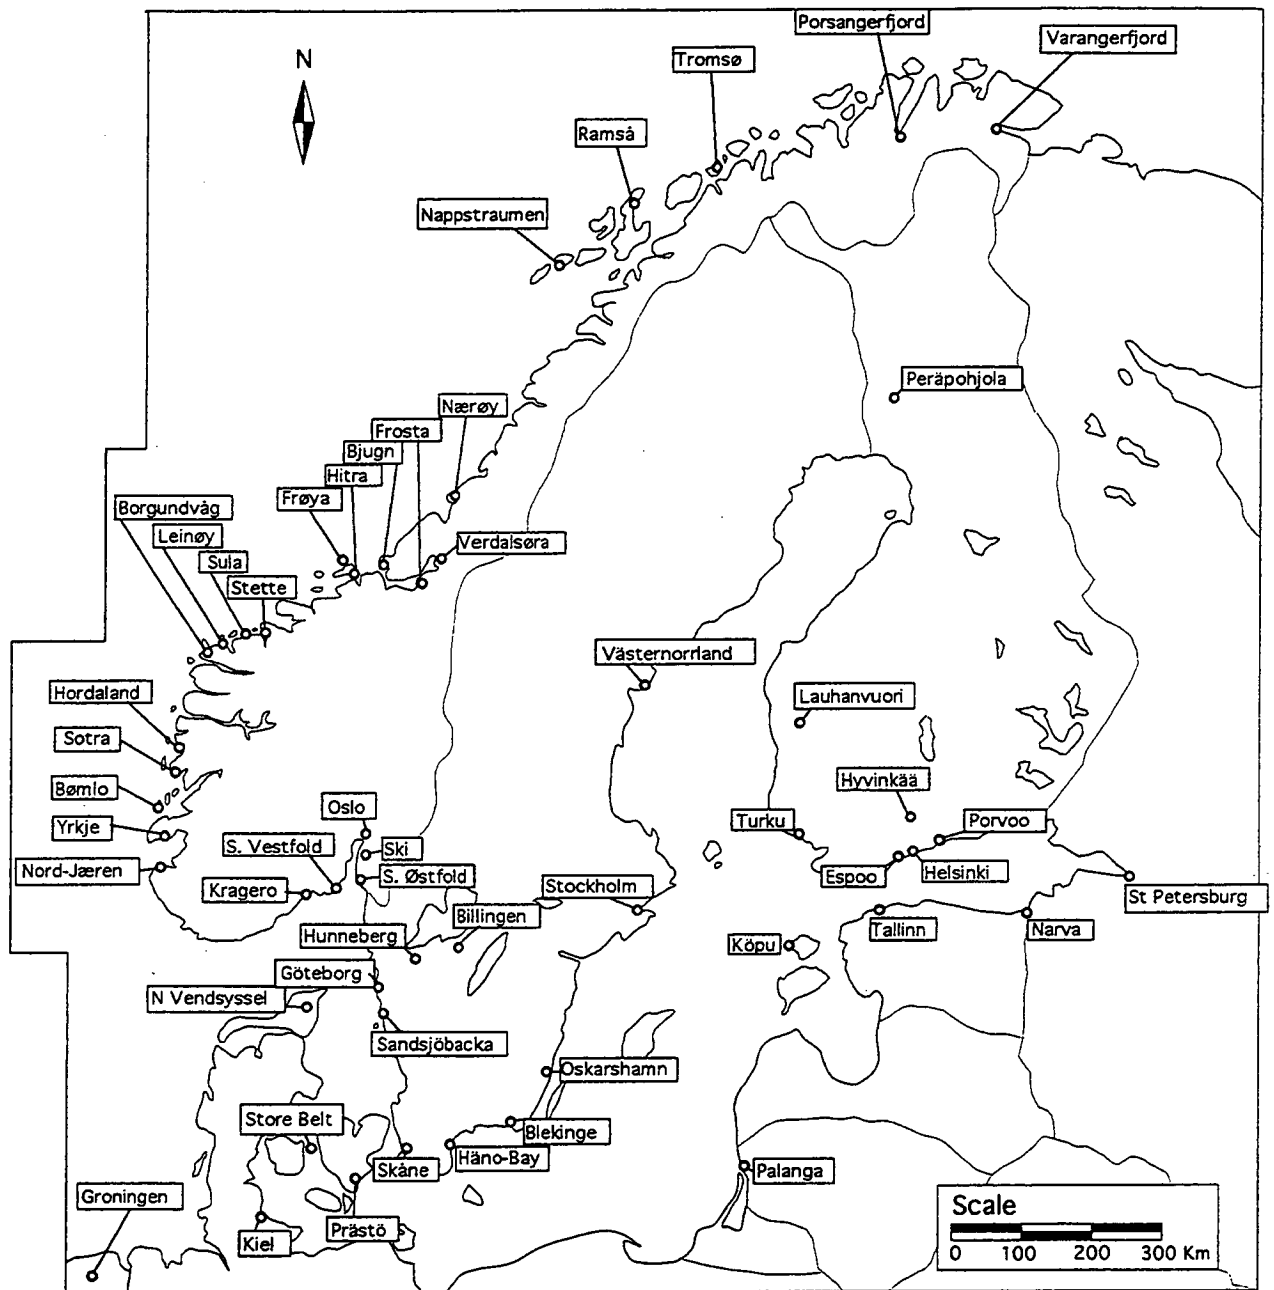 Porsangerfjord
Varangerfjord
N
Tromsø
Ramså
Nappstraumen
Peräpohjola
Nærøy
Frosta
Bjugn
Hitra
Frøya
Borgundvåg
Leinøy
Sula
Verdalsøra
Stette
Västernorrland
Hordaland
Lauhanvuori
Sotra
Hyvinkää
Bømlo
Oslo
Turku
Porvoo
Yrkje
S. Vestfold
Ski
Nord-Jæren
S. Østfold
Espoo
Helsinki
Kragero
Stockholm
St Petersburg
Billingen
Hunneberg
Tallinn
Narva
Köpu
Göteborg
N Vendsyssel
Sandsjöbacka
Oskarshamn
Store Belt
Blekinge
Häno-Bay
Skåne
Palanga
Groningen
Prästö
Kiel
Scale
0 100 200 300 Km